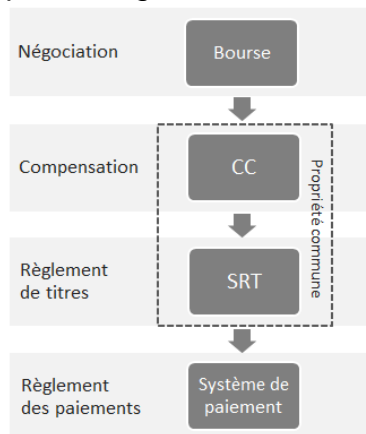 Négociation
Bourse
Compensation
CC
Propriété commune
Règlement
de titres
SRT
Règlement
des paiements
Système de
paiement